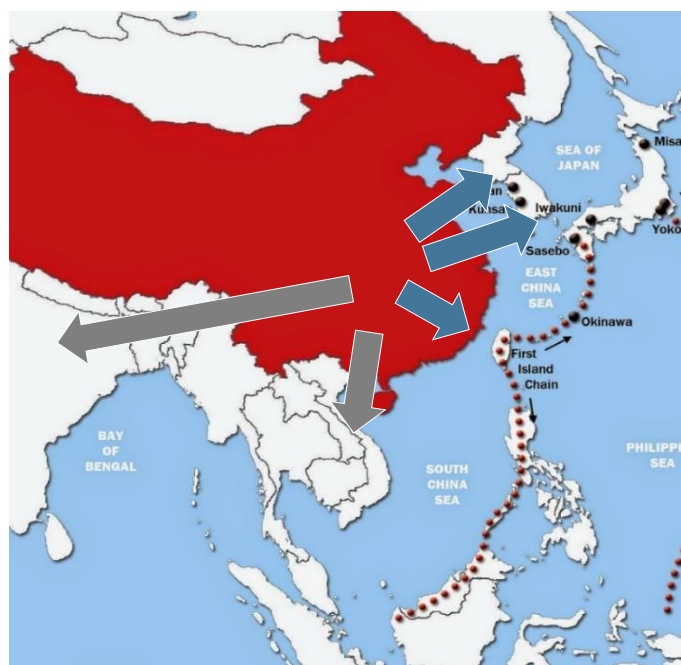 SEA OF
JAPAN
Misa
Iwakuni
Yoko
Sasebo
EAST
CHINA
SEA
Okinawa
First
Island
Chain
BAY
OF
BENGAL
SOUTH
CHINA
SEA
PHILIPPI
SEA